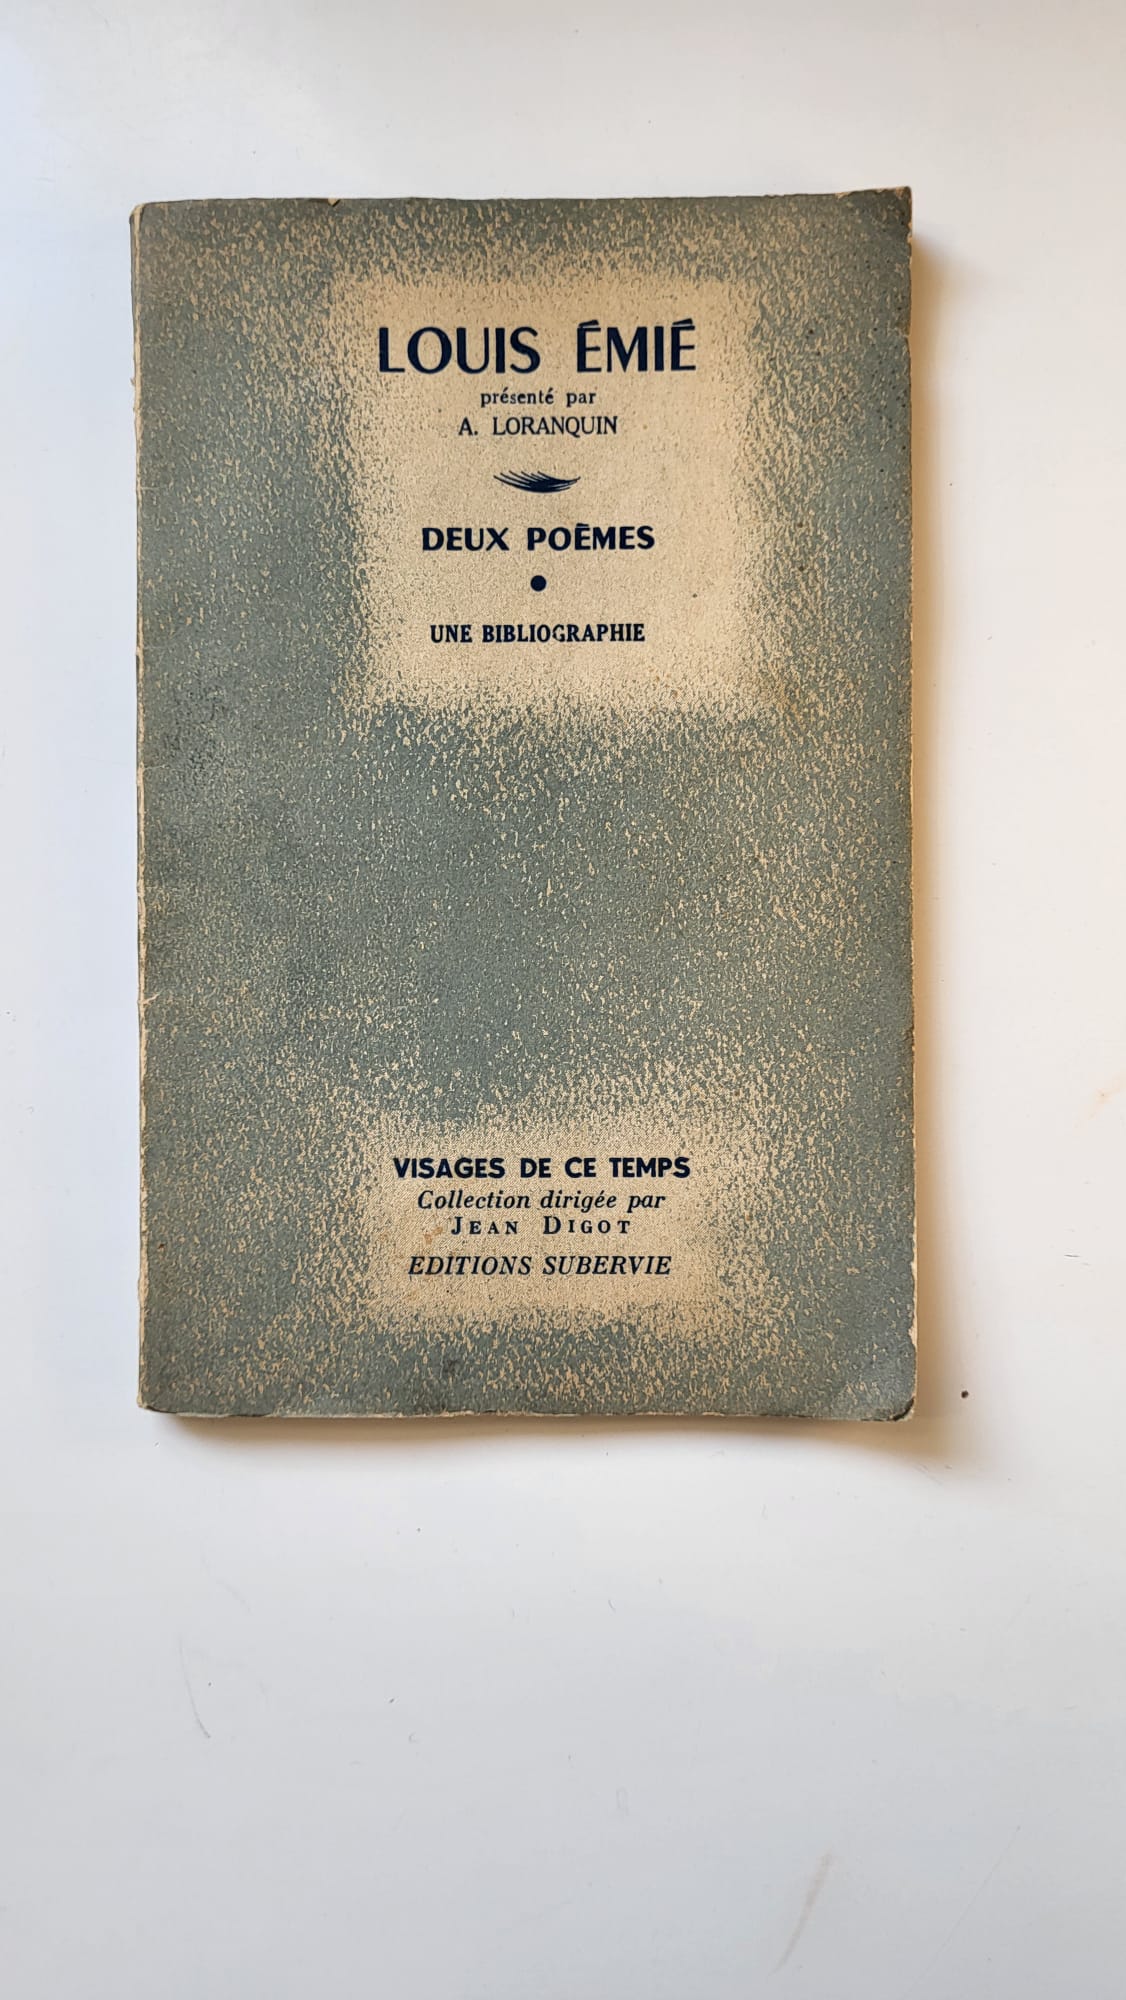 LOUIS ÉMIÉ
présenté par
A. LORANQUIN
DEUX POÈMES
UNE BIBLIOGRAPHIE
VISAGES DE CE TEMPS
Collection dirigée par
JEAN DIGOT
EDITIONS SUBERVIE